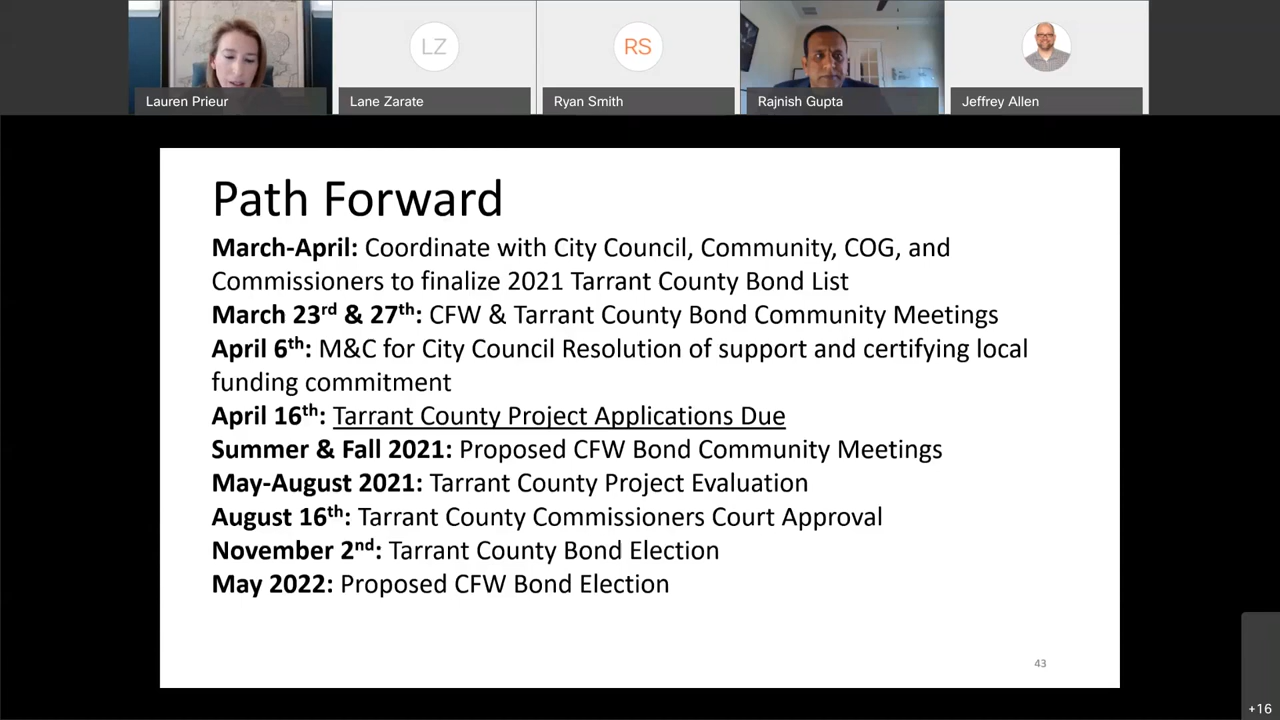 LZ
RS
Lauren Prieur
Lane Zarate
Ryan Smith
Rajnish Gupta
Jeffrey Allen
Path Forward
March-April: Coordinate with City Council, Community, COG, and
Commissioners to finalize 2021 Tarrant County Bond List
March 23rd & 27th: CFW & Tarrant County Bond Community Meetings
April 6th: M&C for City Council Resolution of support and certifying local
funding commitment
April 16th: Tarrant County Project Applications Due
Summer & Fall 2021: Proposed CFW Bond Community Meetings
May-August 2021: Tarrant County Project Evaluation
August 16th: Tarrant County Commissioners Court Approval
November 2nd: Tarrant County Bond Election
May 2022: Proposed CFW Bond Election
43
+16